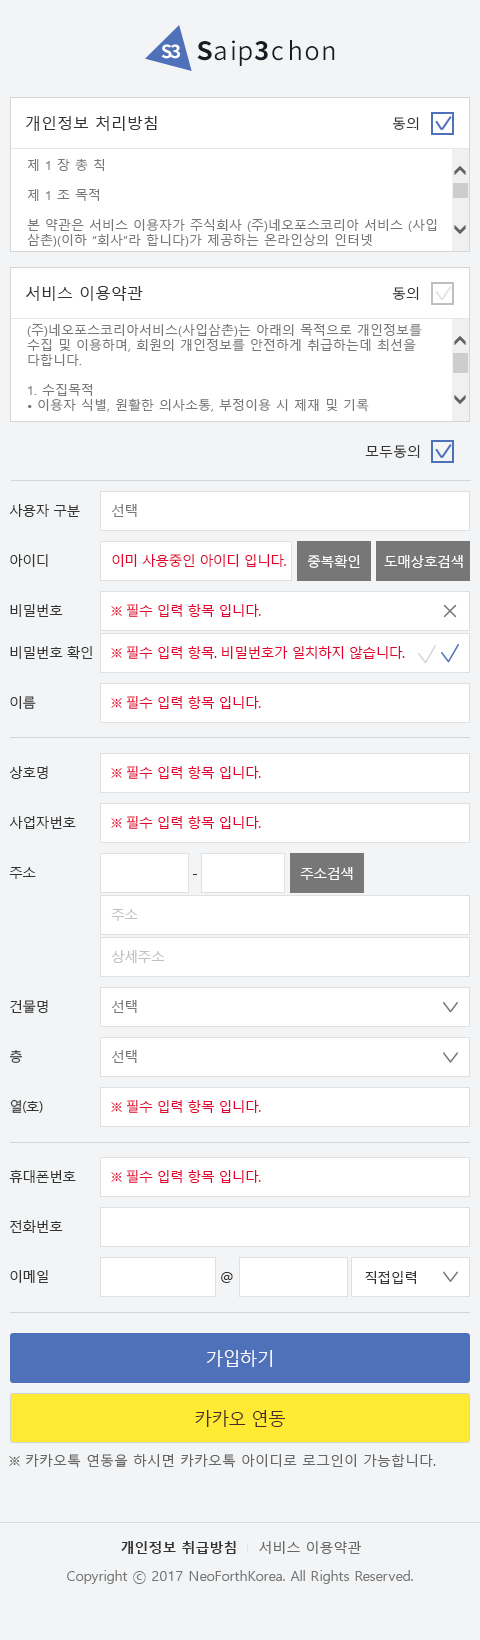 S3 Saip3chon
개인정보 처리방침 동의
제 1 장 총 칙
제 1 조 목적
본 약관은 서비스 이용자가 주식회사 (주)네오포스코리아 서비스 (사입
삼촌)(이하 “회사”라 합니다)가 제공하는 온라인상의 인터넷
서비스 이용약관 동의
(주)네오포스코리아서비스(사입삼촌)는 아래의 목적으로 개인정보를
수집 및 이용하며, 회원의 개인정보를 안전하게 취급하는데 최선을
다합니다.
1. 수집목적
• 이용자 식별, 원활한 의사소통, 부정이용 시 제재 및 기록
모두동의
사용자 구분 선택
아이디 이미 사용중인 아이디 입니다. 중복확인 도매상호검색
비밀번호 ※ 필수 입력 항목 입니다.
비밀번호 확인 ※ 필수 입력 항목. 비밀번호가 일치하지 않습니다.
이름 ※ 필수 입력 항목 입니다.
상호명 ※ 필수 입력 항목 입니다.
사업자번호 ※ 필수 입력 항목 입니다.
주소 - 주소검색
주소
상세주소
건물명 선택
층 선택
열(호) ※ 필수 입력 항목 입니다.
휴대폰번호 ※ 필수 입력 항목 입니다.
전화번호
이메일 @ 직접입력
가입하기
카카오 연동
※ 카카오톡 연동을 하시면 카카오톡 아이디로 로그인이 가능합니다.
개인정보 취급방침 | 서비스 이용약관
Copyright ⓒ 2017 NeoForthKorea. All Rights Reserved.